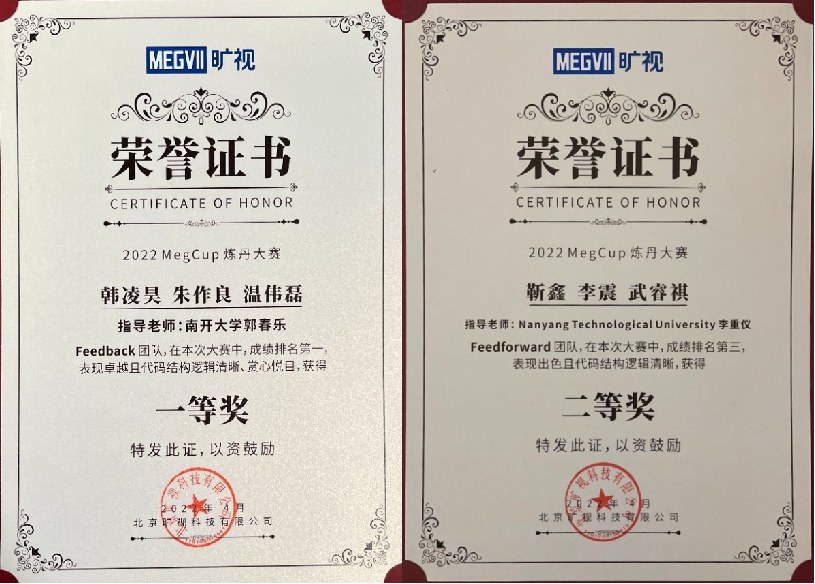 MEGVII 旷视
荣誉证书
CERTIFICATE OF HONOR
2022 MegCup 炼丹大赛
韩凌昊 朱作良 温伟磊
指导老师：南开大学郭春乐
Feedback 团队，在本次大赛中，成绩排名第一，
表现卓越且代码结构逻辑清晰、赏心悦目，获得
一等奖
特发此证，以资鼓励
2022年 4月
北京旷视科技有限公司
MEGVII 旷视
荣誉证书
CERTIFICATE OF HONOR
2022 MegCup 炼丹大赛
靳鑫 李震 武睿祺
指导老师：Nanyang Technological University 李重仪
Feedforward 团队，在本次大赛中，成绩排名第三，
表现出色且代码结构逻辑清晰，获得
二等奖
特发此证，以资鼓励
2022年 4月
北京旷视科技有限公司